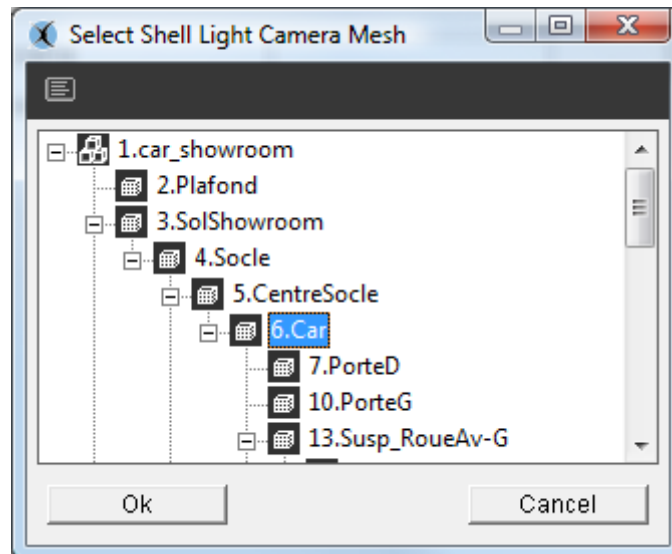 Select Shell Light Camera Mesh
1.car_showroom
2.Plafond
3.SolShowroom
4.Socle
5.CentreSocle
6.Car
7.PorteD
10.PorteG
13.Susp_RoueAv-G
Ok Cancel